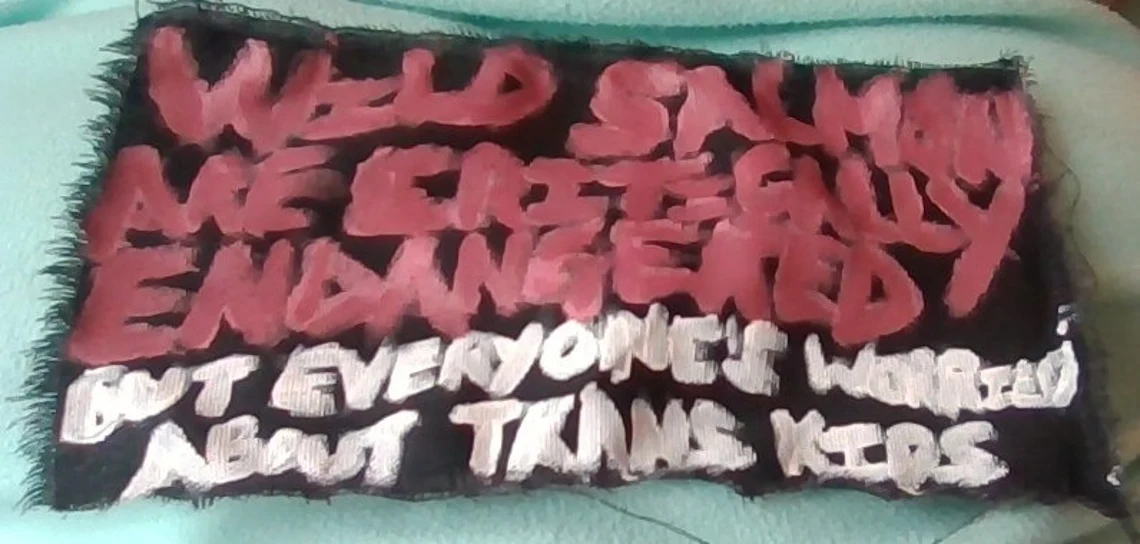 WILD SALMON
ARE CRITICALLY
ENDANGERED
BUT EVERYONE'S WORRIED
ABOUT TRANS KIDS